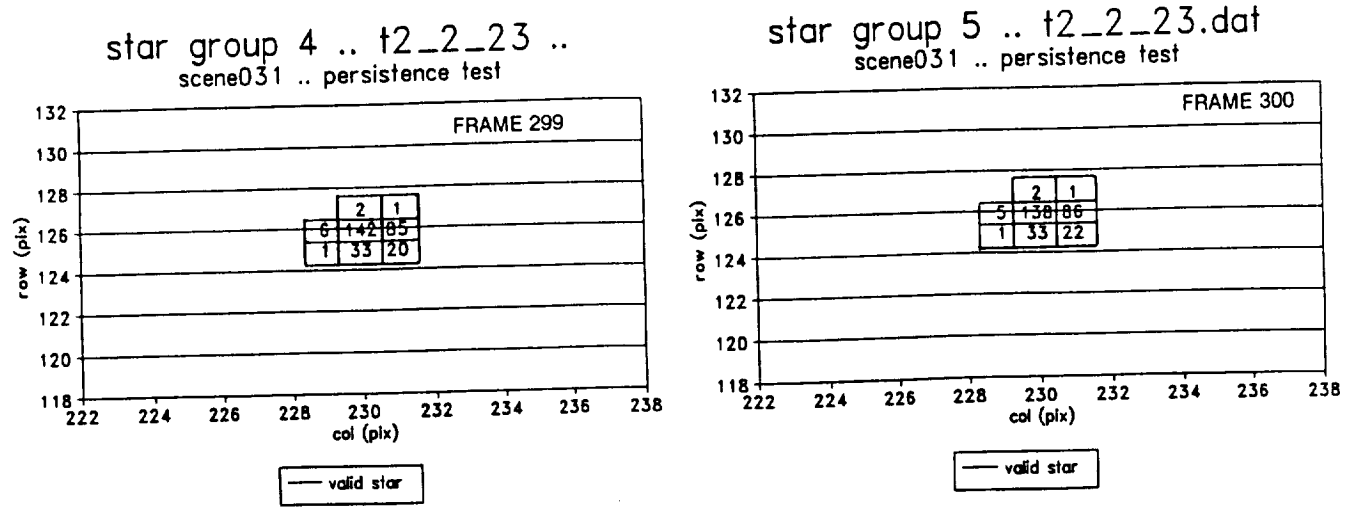 star group 4 .. t2_2_23 ..
scene031 .. persistence test
FRAME 299
132
130
128
126
124
122
120
118
row (pix)
2 1
6 142 85
1 33 20
222 224 226 228 230 232 234 236 238
col (pix)
valid star
star group 5 .. t2_2_23.dat
scene031 .. persistence test
FRAME 300
132
130
128
126
124
122
120
118
row (pix)
2 1
5 138 86
1 33 22
222 224 226 228 230 232 234 236 238
col (pix)
valid star